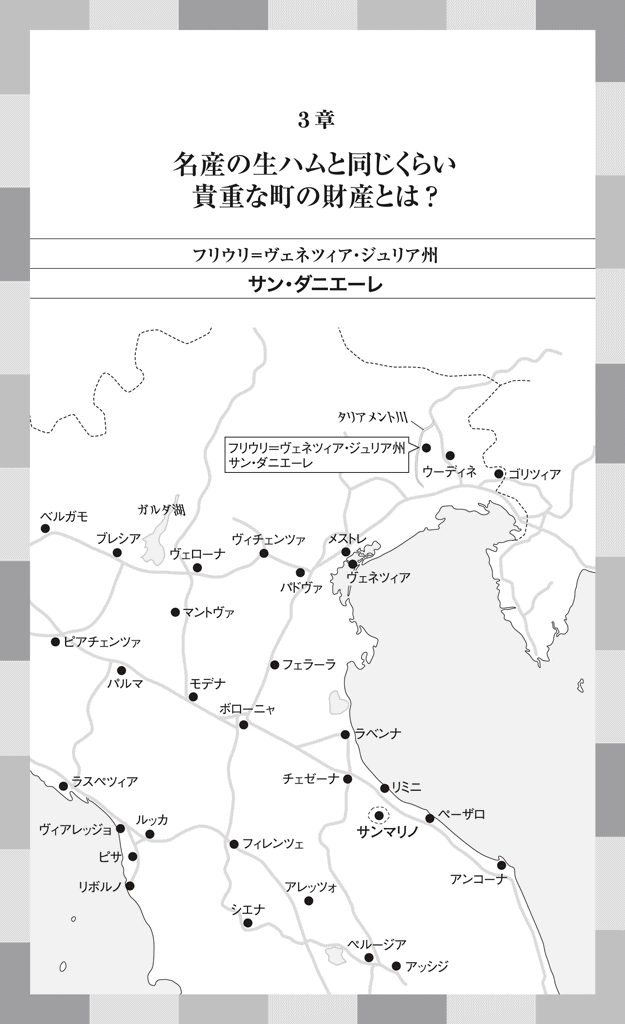 3章
名産の生ハムと同じくらい
貴重な町の財産とは？
フリウリ＝ヴェネツィア・ジュリア州
サン・ダニエーレ
タリアメント川
フリウリ＝ヴェネツィア・ジュリア州
サン・ダニエーレ
ウーディネ
ゴリツィア
ベルガモ
ガルダ湖
ブレシア
ヴェローナ
ヴィチェンツァ
メストレ
パドヴァ
ヴェネツィア
マントヴァ
ピアチェンツァ
パルマ
モデナ
フェラーラ
ボローニャ
ラベンナ
ラスペツィア
チェゼーナ
リミニ
ペーザロ
サンマリノ
ヴィアレッジョ
ルッカ
ピサ
フィレンツェ
リボルノ
アレッツォ
アンコーナ
シエナ
ペルージア
アッシジ